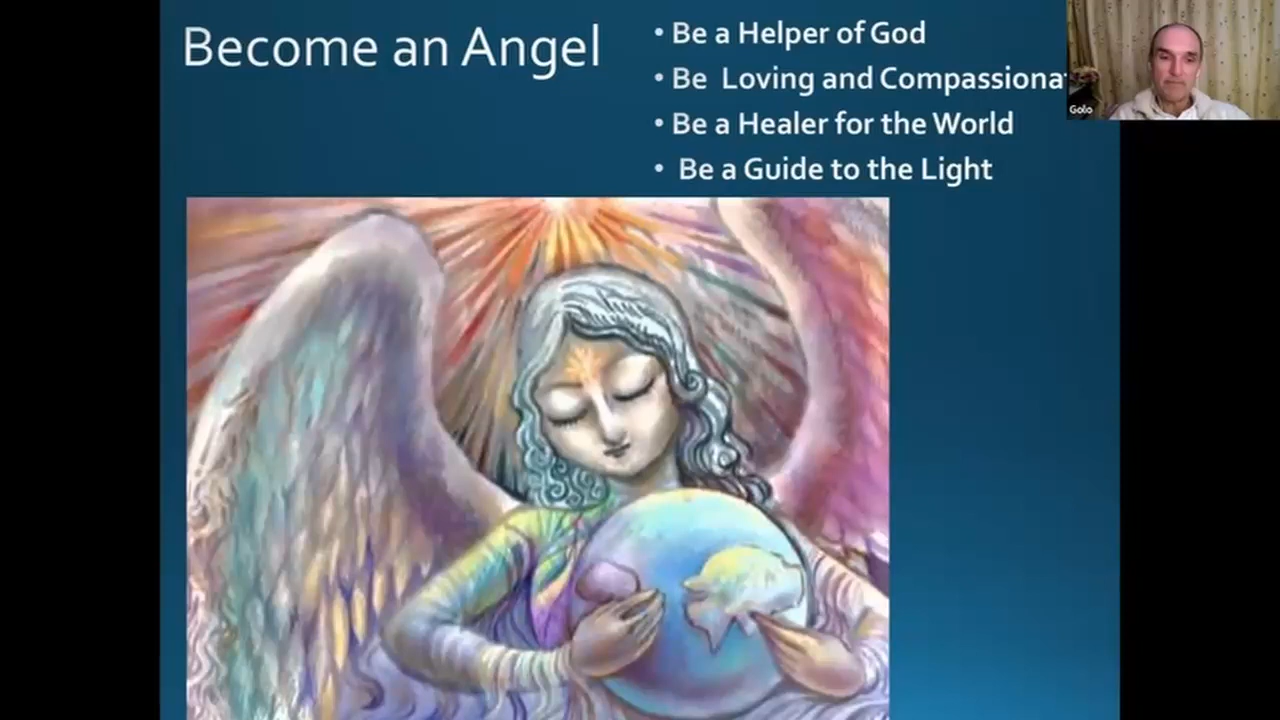 Become an Angel
• Be a Helper of God
• Be Loving and Compassionat
• Be a Healer for the World
• Be a Guide to the Light
Golo